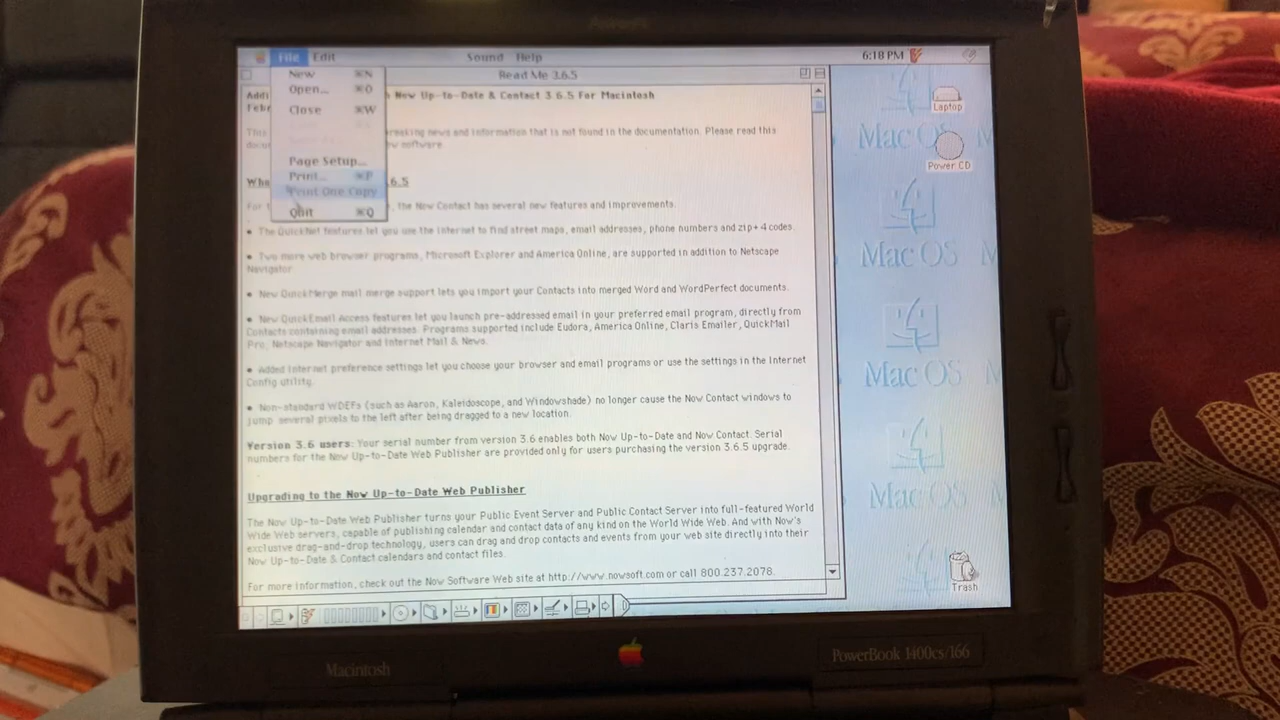 File Edit Sound Help 6:18 PM
Read Me 3.6.5
New ⌘N
Open... ⌘O
Close ⌘W
Page Setup...
Print... ⌘P
Print One Copy
Quit ⌘Q
Addi Now Up-to-Date & Contact 3.6.5 For Macintosh
Febr
This reaking news and information that is not found in the documentation. Please read this
docu software.
Wha 3.6.5
For t , the Now Contact has several new features and improvements.
• The QuickNet features let you use the Internet to find street maps, email addresses, phone numbers and zip+4 codes.
• Two more web browser programs, Microsoft Explorer and America Online, are supported in addition to Netscape
Navigator
• New QuickMerge mail merge support lets you import your Contacts into merged Word and WordPerfect documents.
• New QuickEmail Access features let you launch pre-addressed email in your preferred email program, directly from
Contacts containing email addresses. Programs supported include Eudora, America Online, Claris Emailer, QuickMail
Pro, Netscape Navigator and Internet Mail & News.
• Added internet preference settings let you choose your browser and email programs or use the settings in the Internet
Config utility.
• Non-standard WDEFs (such as Aaron, Kaleidoscope, and Windowshade) no longer cause the Now Contact windows to
jump several pixels to the left after being dragged to a new location.
Version 3.6 users: Your serial number from version 3.6 enables both Now Up-to-Date and Now Contact. Serial
numbers for the Now Up-to-Date Web Publisher are provided only for users purchasing the version 3.6.5 upgrade.
Upgrading to the Now Up-to-Date Web Publisher
The Now Up-to-Date Web Publisher turns your Public Event Server and Public Contact Server into full-featured World
Wide Web servers, capable of publishing calendar and contact data of any kind on the World Wide Web. And with Now's
exclusive drag-and-drop technology, users can drag and drop contacts and events from your web site directly into their
Now Up-to-Date & Contact calendars and contact files.
For more information, check out the Now Software Web site at http://www.nowsoft.com or call 800.237.2078.
Laptop
Mac OS
Power CD
Mac OS
Mac OS
Mac OS
Trash
Macintosh
PowerBook 1400cs/166